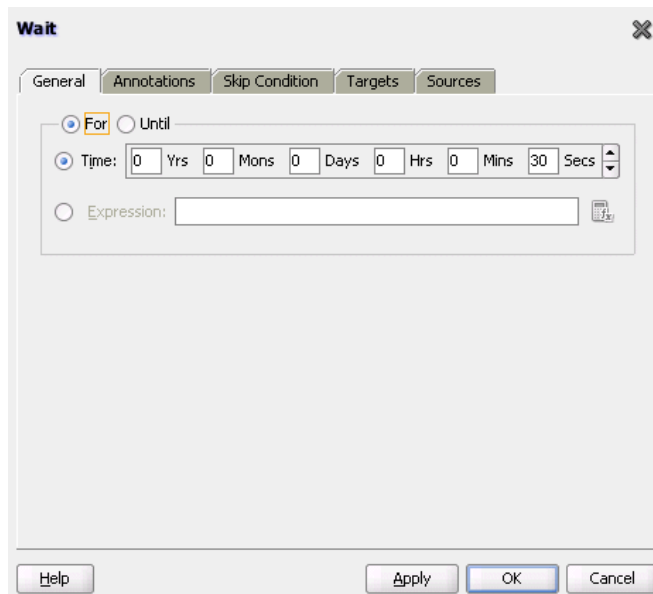 Wait
General Annotations Skip Condition Targets Sources
For Until
Time: 0 Yrs 0 Mons 0 Days 0 Hrs 0 Mins 30 Secs
Expression:
Help Apply OK Cancel